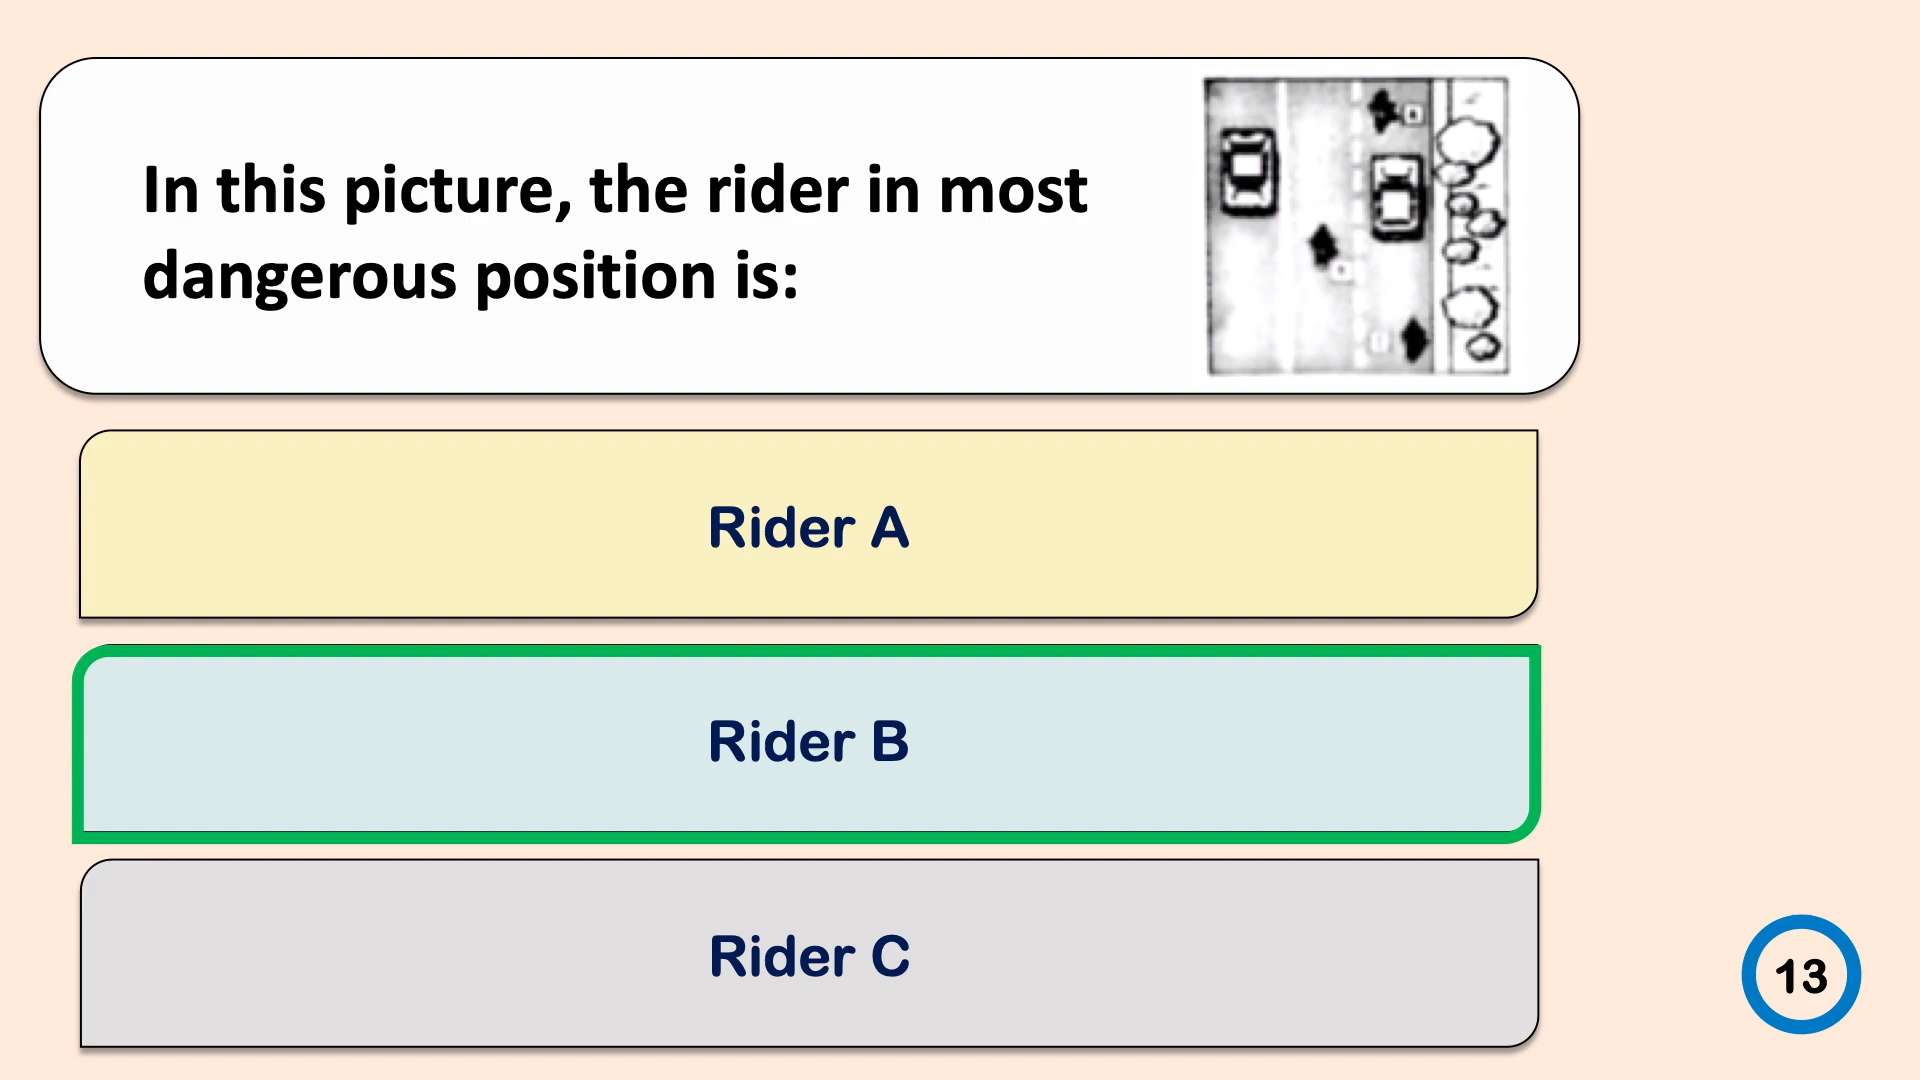 In this picture, the rider in most
dangerous position is:
Rider A
Rider B
Rider C
13